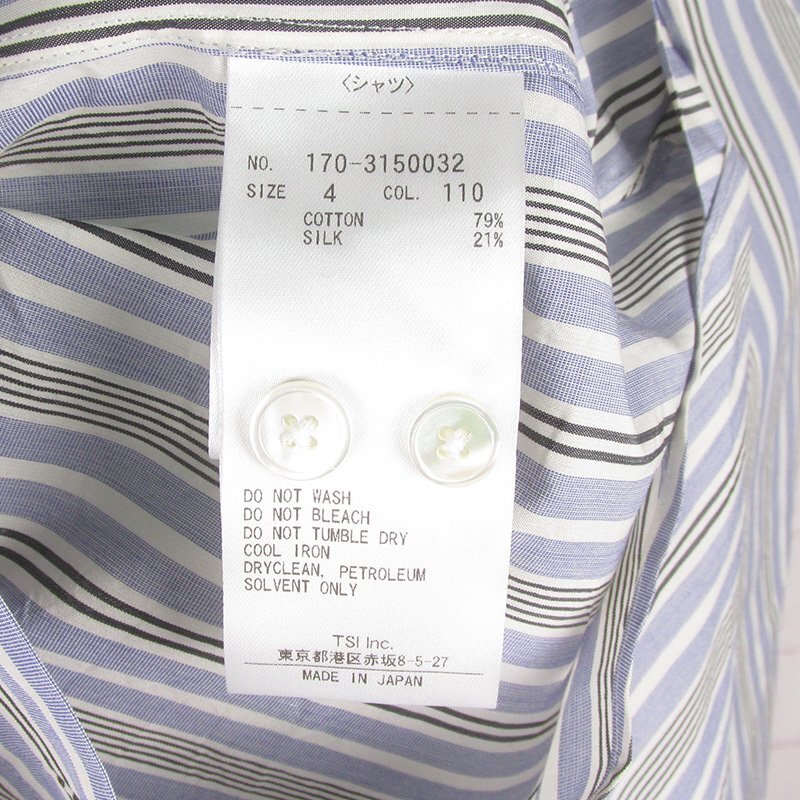 〈シャツ〉
NO. 170-3150032
SIZE 4 COL. 110
COTTON 79%
SILK 21%
DO NOT WASH
DO NOT BLEACH
DO NOT TUMBLE DRY
COOL IRON
DRYCLEAN, PETROLEUM
SOLVENT ONLY
TSI Inc.
東京都港区赤坂8-5-27
MADE IN JAPAN